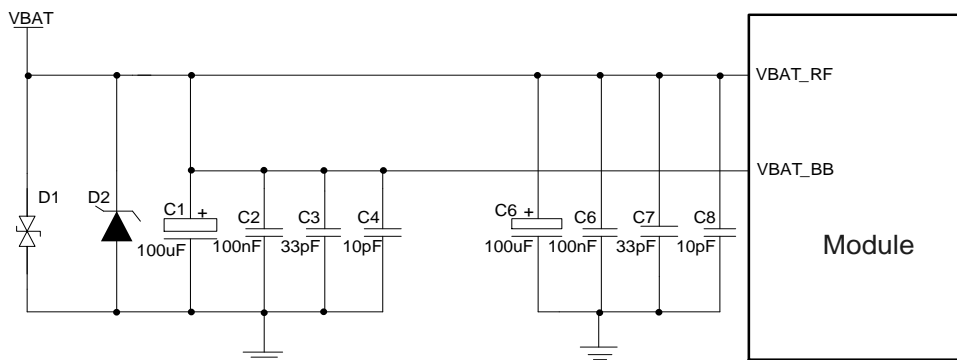 VBAT
VBAT_RF
VBAT_BB
D1
D2
C1
+
100uF
C2
100nF
C3
33pF
C4
10pF
C6
+
100uF
C6
100nF
C7
33pF
C8
10pF
Module